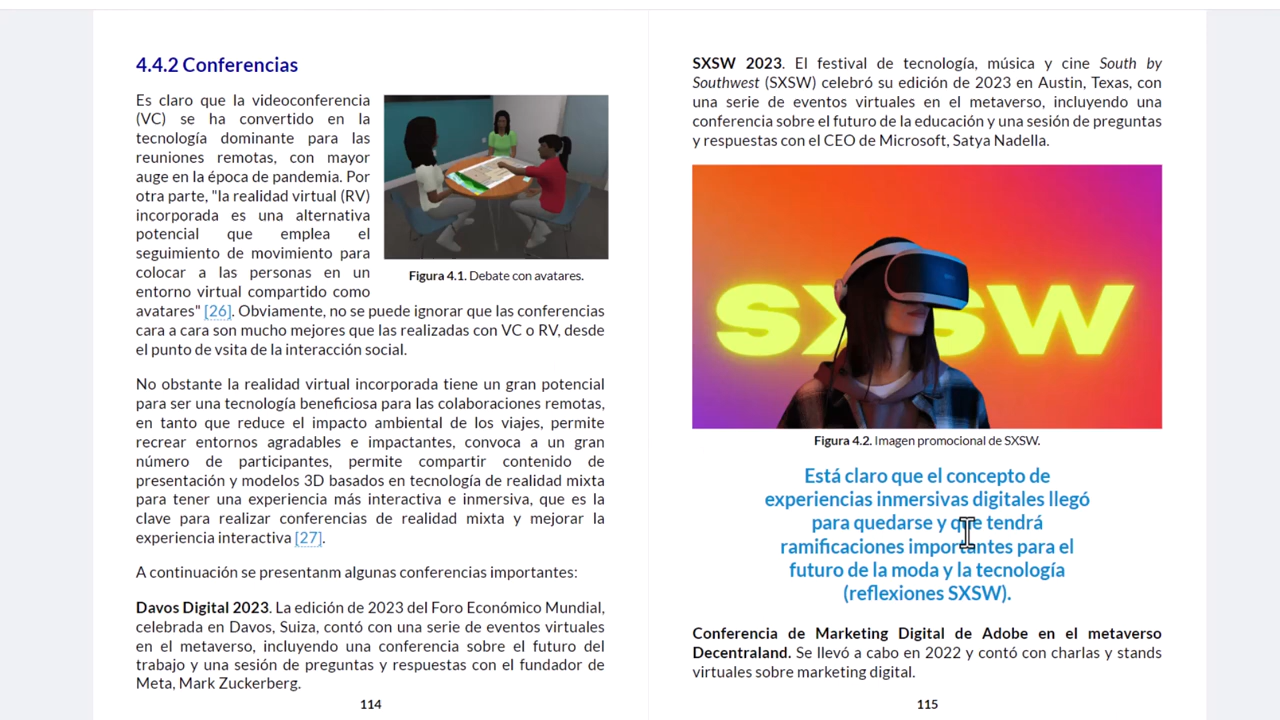 4.4.2 Conferencias
Es claro que la videoconferencia
(VC) se ha convertido en la
tecnología dominante para las
reuniones remotas, con mayor
auge en la época de pandemia. Por
otra parte, "la realidad virtual (RV)
incorporada es una alternativa
potencial que emplea el
seguimiento de movimiento para
colocar a las personas en un
entorno virtual compartido como
avatares" [26]. Obviamente, no se puede ignorar que las conferencias
cara a cara son mucho mejores que las realizadas con VC o RV, desde
el punto de vsita de la interacción social.
Figura 4.1. Debate con avatares.
No obstante la realidad virtual incorporada tiene un gran potencial
para ser una tecnología beneficiosa para las colaboraciones remotas,
en tanto que reduce el impacto ambiental de los viajes, permite
recrear entornos agradables e impactantes, convoca a un gran
número de participantes, permite compartir contenido de
presentación y modelos 3D basados en tecnología de realidad mixta
para tener una experiencia más interactiva e inmersiva, que es la
clave para realizar conferencias de realidad mixta y mejorar la
experiencia interactiva [27].
A continuación se presentanm algunas conferencias importantes:
Davos Digital 2023. La edición de 2023 del Foro Económico Mundial,
celebrada en Davos, Suiza, contó con una serie de eventos virtuales
en el metaverso, incluyendo una conferencia sobre el futuro del
trabajo y una sesión de preguntas y respuestas con el fundador de
Meta, Mark Zuckerberg.
114
SXSW 2023. El festival de tecnología, música y cine South by
Southwest (SXSW) celebró su edición de 2023 en Austin, Texas, con
una serie de eventos virtuales en el metaverso, incluyendo una
conferencia sobre el futuro de la educación y una sesión de preguntas
y respuestas con el CEO de Microsoft, Satya Nadella.
SXSW
Figura 4.2. Imagen promocional de SXSW.
Está claro que el concepto de
experiencias inmersivas digitales llegó
para quedarse y que tendrá
ramificaciones importantes para el
futuro de la moda y la tecnología
(reflexiones SXSW).
Conferencia de Marketing Digital de Adobe en el metaverso
Decentraland. Se llevó a cabo en 2022 y contó con charlas y stands
virtuales sobre marketing digital.
115